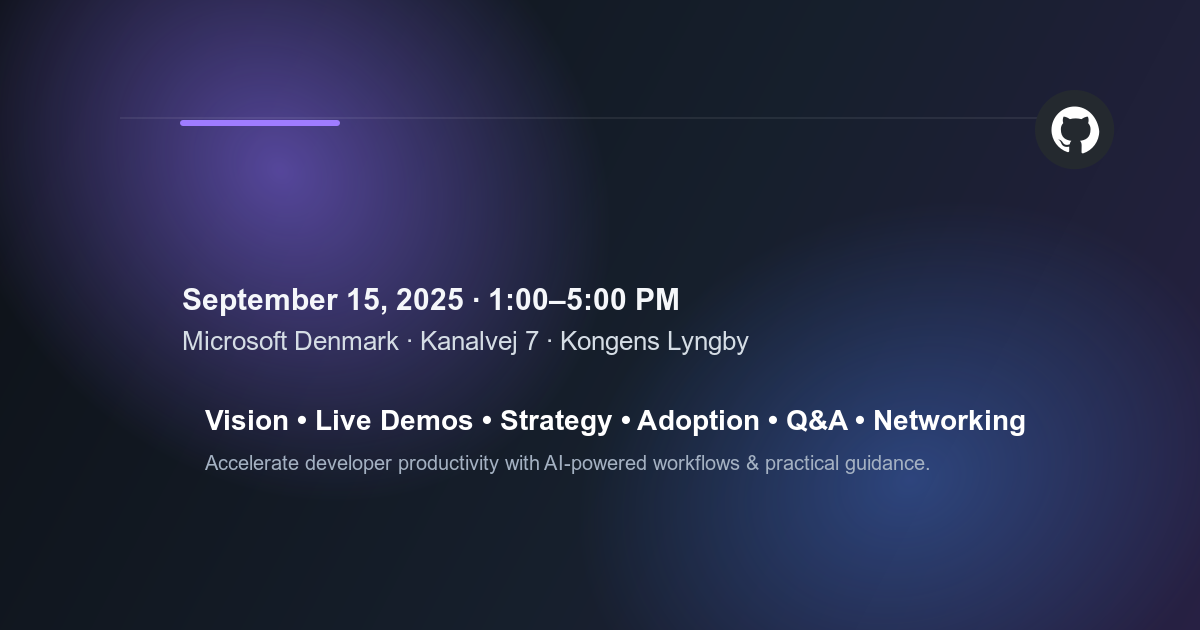 September 15, 2025 · 1:00–5:00 PM
Microsoft Denmark · Kanalvej 7 · Kongens Lyngby
Vision • Live Demos • Strategy • Adoption • Q&A • Networking
Accelerate developer productivity with AI-powered workflows & practical guidance.